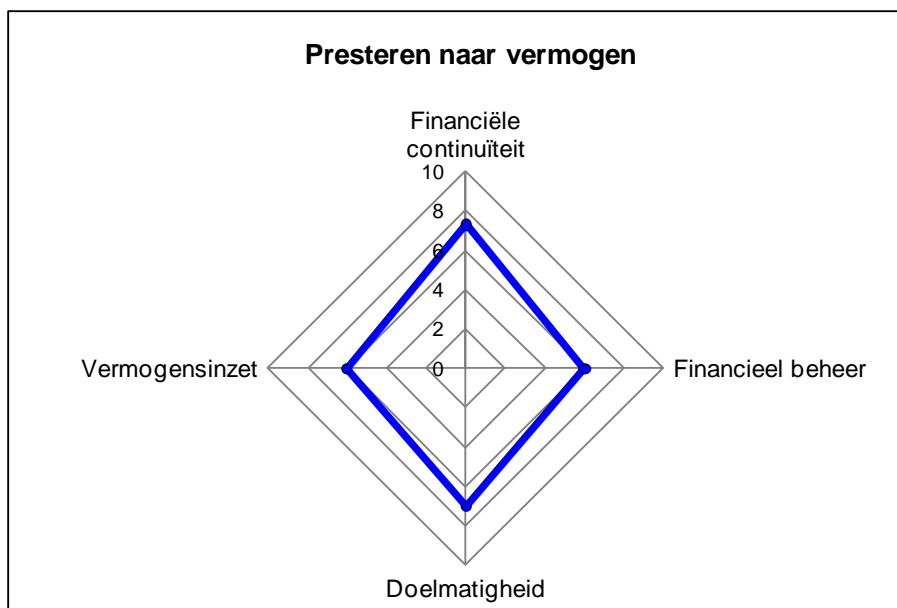 Presteren naar vermogen
Financiële
continuïteit
10
8
6
4
2
0
Vermogensinzet
Financieel beheer
Doelmatigheid